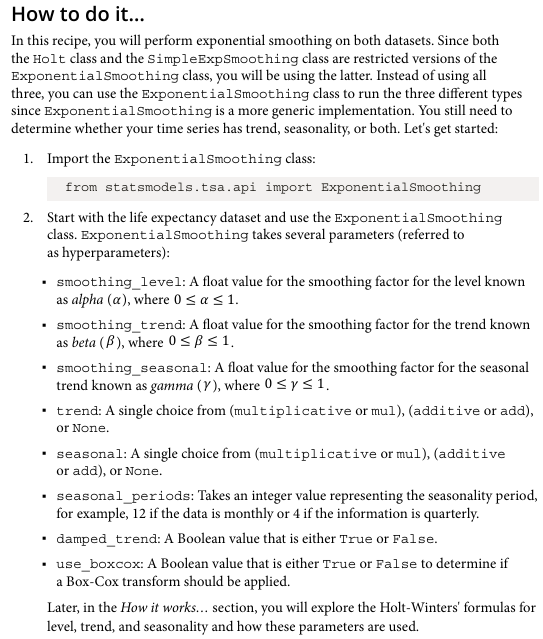 How to do it...
In this recipe, you will perform exponential smoothing on both datasets. Since both
the Holt class and the SimpleExpSmoothing class are restricted versions of the
ExponentialSmoothing class, you will be using the latter. Instead of using all
three, you can use the ExponentialSmoothing class to run the three different types
since ExponentialSmoothing is a more generic implementation. You still need to
determine whether your time series has trend, seasonality, or both. Let's get started:
1. Import the ExponentialSmoothing class:
from statsmodels.tsa.api import ExponentialSmoothing
2. Start with the life expectancy dataset and use the ExponentialSmoothing
class. ExponentialSmoothing takes several parameters (referred to
as hyperparameters):
▪ smoothing_level: A float value for the smoothing factor for the level known
as alpha (α), where 0 ≤ α ≤ 1.
▪ smoothing_trend: A float value for the smoothing factor for the trend known
as beta (β), where 0 ≤ β ≤ 1.
▪ smoothing_seasonal: A float value for the smoothing factor for the seasonal
trend known as gamma (γ), where 0 ≤ γ ≤ 1.
▪ trend: A single choice from (multiplicative or mul), (additive or add),
or None.
▪ seasonal: A single choice from (multiplicative or mul), (additive
or add), or None.
▪ seasonal_periods: Takes an integer value representing the seasonality period,
for example, 12 if the data is monthly or 4 if the information is quarterly.
▪ damped_trend: A Boolean value that is either True or False.
▪ use_boxcox: A Boolean value that is either True or False to determine if
a Box-Cox transform should be applied.
Later, in the How it works... section, you will explore the Holt-Winters' formulas for
level, trend, and seasonality and how these parameters are used.